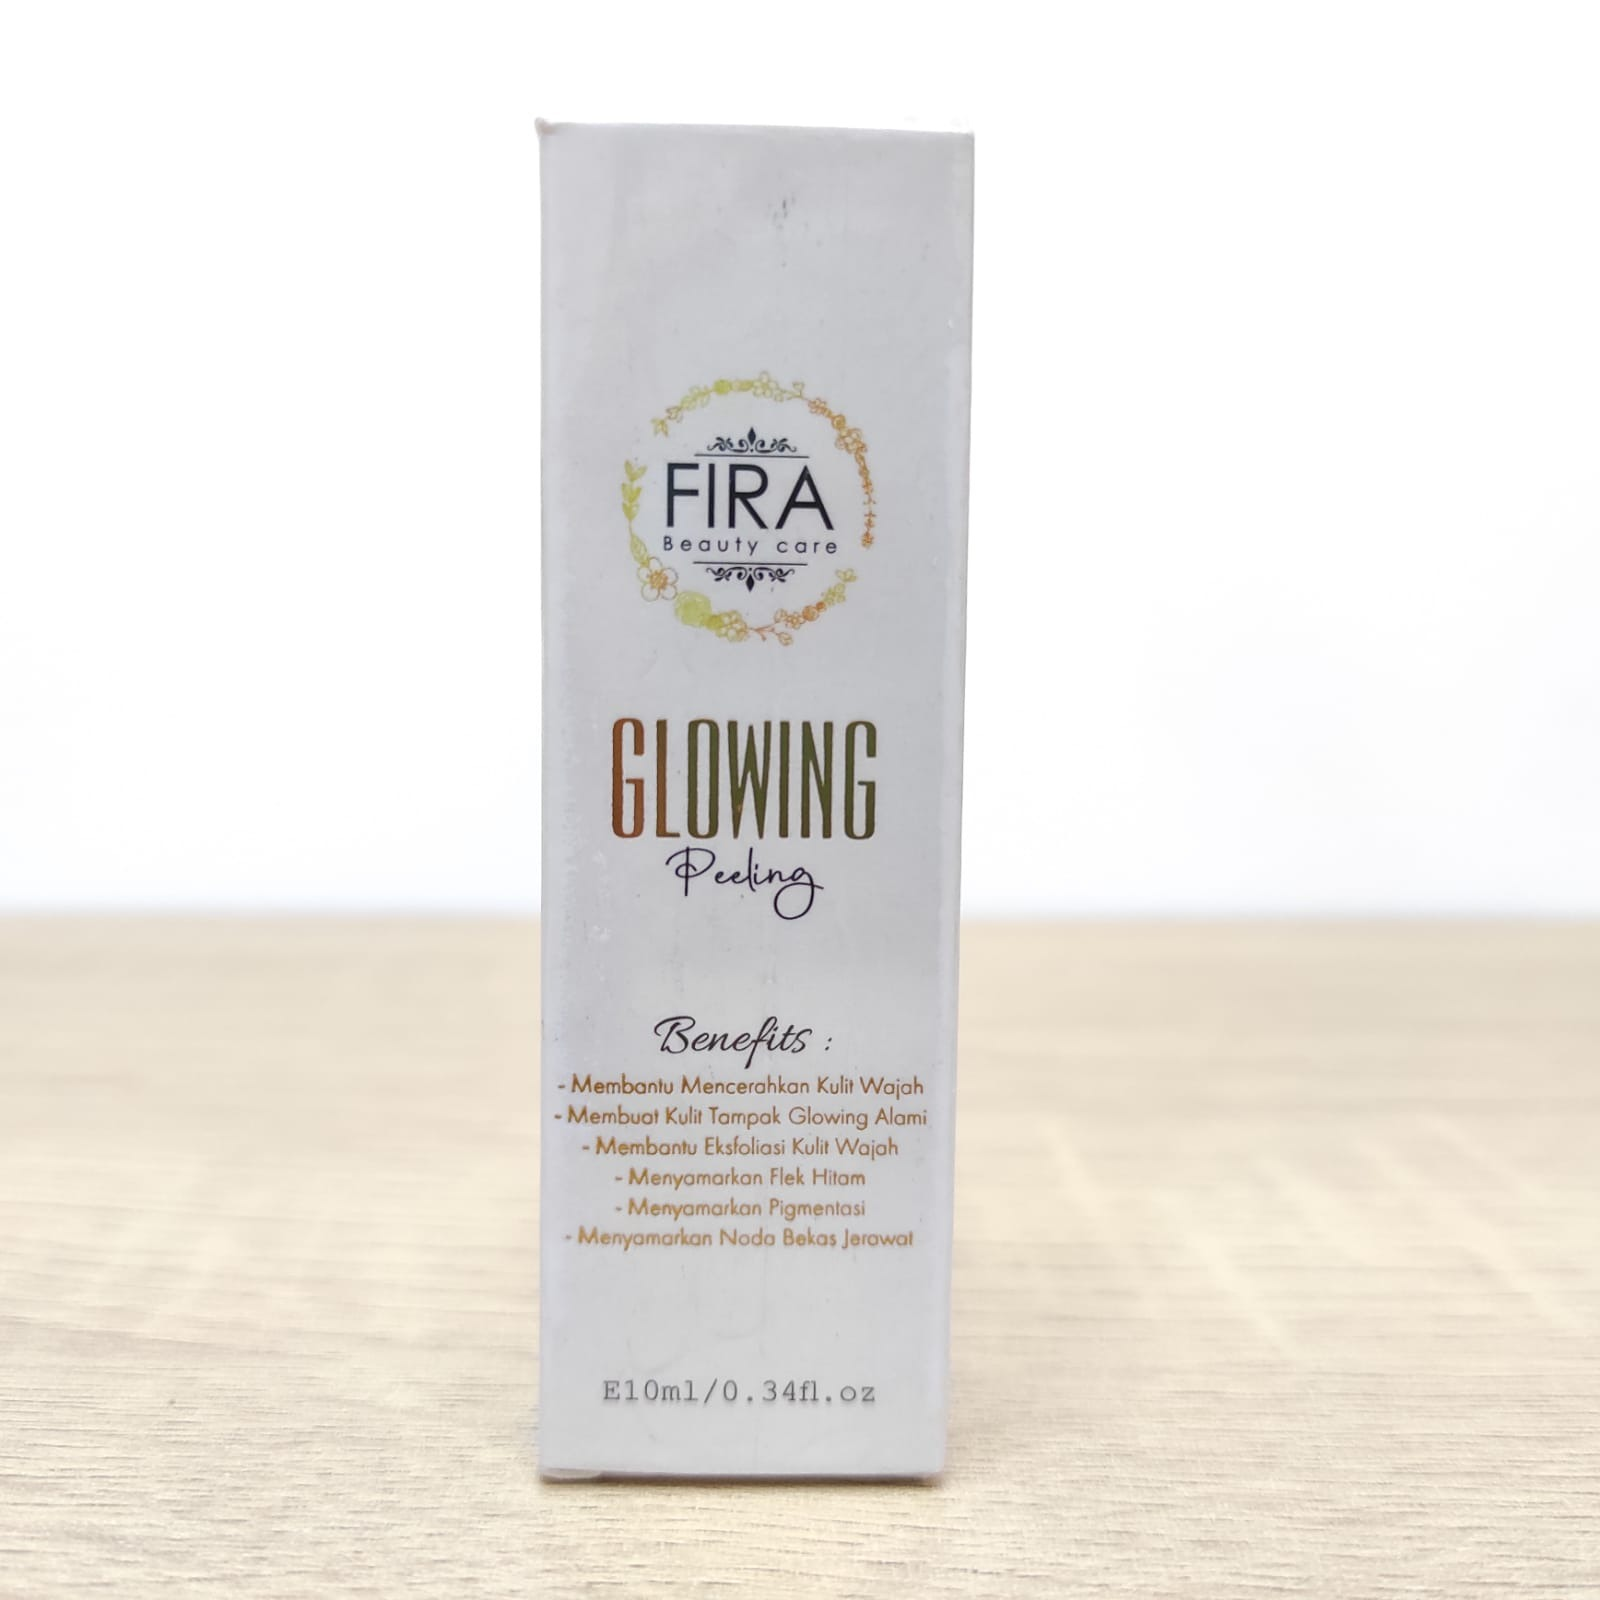 FIRA
Beauty care
GLOWING
Peeling
Benefits :
- Membantu Mencerahkan Kulit Wajah
- Membuat Kulit Tampak Glowing Alami
- Membantu Eksfoliasi Kulit Wajah
- Menyamarkan Flek Hitam
- Menyamarkan Pigmentasi
- Menyamarkan Noda Bekas Jerawat
E10ml/0.34fl.oz